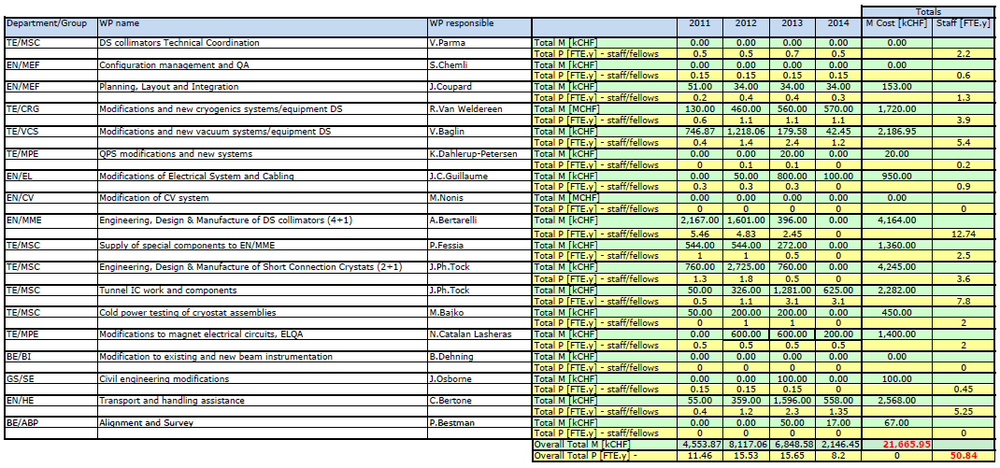 Totals
Department/Group WP name WP responsible 2011 2012 2013 2014 M Cost [kCHF] Staff [FTE.y]
TE/MSC DS collimators Technical Coordination V.Parma Total M [kCHF] 0.00 0.00 0.00 0.00 0.00
Total P [FTE.y] - staff/fellows 0.5 0.5 0.7 0.5 2.2
EN/MEF Configuration management and QA S.Chemli Total M [kCHF] 0.00 0.00 0.00 0.00 0.00
Total P [FTE.y] - staff/fellows 0.15 0.15 0.15 0.15 0.6
EN/MEF Planning, Layout and Integration J.Coupard Total M [kCHF] 51.00 34.00 34.00 34.00 153.00
Total P [FTE.y] - staff/fellows 0.2 0.4 0.4 0.3 1.3
TE/CRG Modifications and new cryogenics systems/equipment DS R.Van Weldereen Total M [MCHF] 130.00 460.00 560.00 570.00 1,720.00
Total P [FTE.y] - staff/fellows 0.6 1.1 1.1 1.1 3.9
TE/VCS Modifications and new vacuum systems/equipment DS V.Baglin Total M [kCHF] 746.87 1,218.06 179.58 42.45 2,186.95
Total P [FTE.y] - staff/fellows 0.4 1.4 2.4 1.2 5.4
TE/MPE QPS modifications and new systems K.Dahlerup-Petersen Total M [kCHF] 0.00 0.00 20.00 0.00 20.00
Total P [FTE.y] - staff/fellows 0 0.1 0.1 0 0.2
EN/EL Modifications of Electrical System and Cabling J.C.Guillaume Total M [kCHF] 0.00 50.00 800.00 100.00 950.00
Total P [FTE.y] - staff/fellows 0.3 0.3 0.3 0 0.9
EN/CV Modification of CV system M.Nonis Total M [MCHF] 0.00 0.00 0.00 0.00 0.00
Total P [FTE.y] - staff/fellows 0 0 0 0 0
EN/MME Engineering, Design & Manufacture of DS collimators (4+1) A.Bertarelli Total M [kCHF] 2,167.00 1,601.00 396.00 0.00 4,164.00
Total P [FTE.y] - staff/fellows 5.46 4.83 2.45 0 12.74
TE/MSC Supply of special components to EN/MME P.Fessia Total M [kCHF] 544.00 544.00 272.00 0.00 1,360.00
Total P [FTE.y] - staff/fellows 1 1 0.5 0 2.5
TE/MSC Engineering, Design & Manufacture of Short Connection Crystats (2+1) J.Ph.Tock Total M [kCHF] 760.00 2,725.00 760.00 0.00 4,245.00
Total P [FTE.y] - staff/fellows 1.3 1.8 0.5 0 3.6
TE/MSC Tunnel IC work and components J.Ph.Tock Total M [kCHF] 50.00 326.00 1,281.00 625.00 2,282.00
Total P [FTE.y] - staff/fellows 0.5 1.1 3.1 3.1 7.8
TE/MSC Cold power testing of cryostat assemblies M.Bajko Total M [kCHF] 50.00 200.00 200.00 0.00 450.00
Total P [FTE.y] - staff/fellows 0 1 1 0 2
TE/MPE Modifications to magnet electrical circuits, ELQA N.Catalan Lasheras Total M [kCHF] 0.00 600.00 600.00 200.00 1,400.00
Total P [FTE.y] - staff/fellows 0.5 0.5 0.5 0.5 2
BE/BI Modification to existing and new beam instrumentation B.Dehning Total M [kCHF] 0.00 0.00 0.00 0.00 0.00
Total P [FTE.y] - staff/fellows 0 0 0 0 0
GS/SE Civil engineering modifications J.Osborne Total M [kCHF] 0.00 0.00 100.00 0.00 100.00
Total P [FTE.y] - staff/fellows 0.15 0.15 0.15 0 0.45
EN/HE Transport and handling assistance C.Bertone Total M [kCHF] 55.00 359.00 1,596.00 558.00 2,568.00
Total P [FTE.y] - staff/fellows 0.4 1.2 2.3 1.35 5.25
BE/ABP Alignment and Survey P.Bestman Total M [kCHF] 0.00 0.00 50.00 17.00 67.00
Total P [FTE.y] - staff/fellows 0 0 0 0 0
Overall Total M [kCHF] 4,553.87 8,117.06 6,848.58 2,146.45 21,665.95
Overall Total P [FTE.y] - 11.46 15.53 15.65 8.2 0 50.84